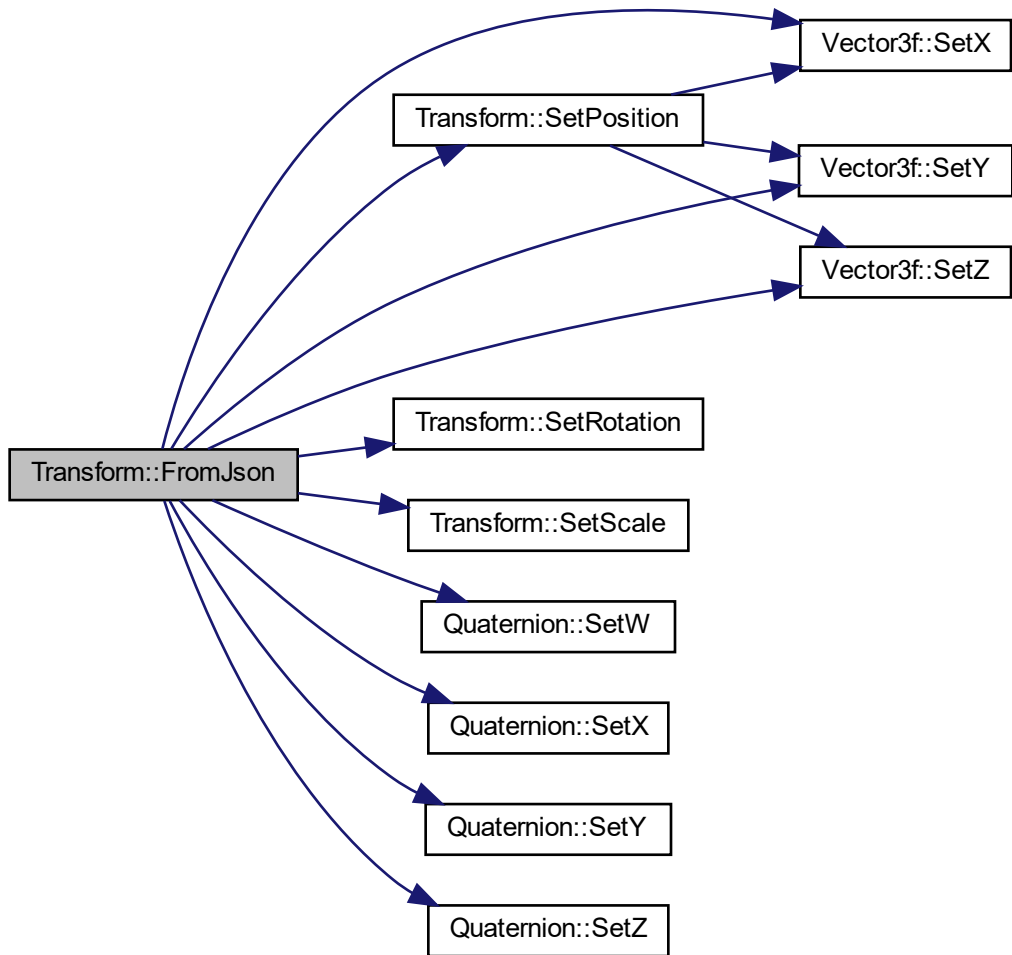 Vector3f::SetX
Transform::SetPosition
Vector3f::SetY
Vector3f::SetZ
Transform::SetRotation
Transform::FromJson
Transform::SetScale
Quaternion::SetW
Quaternion::SetX
Quaternion::SetY
Quaternion::SetZ